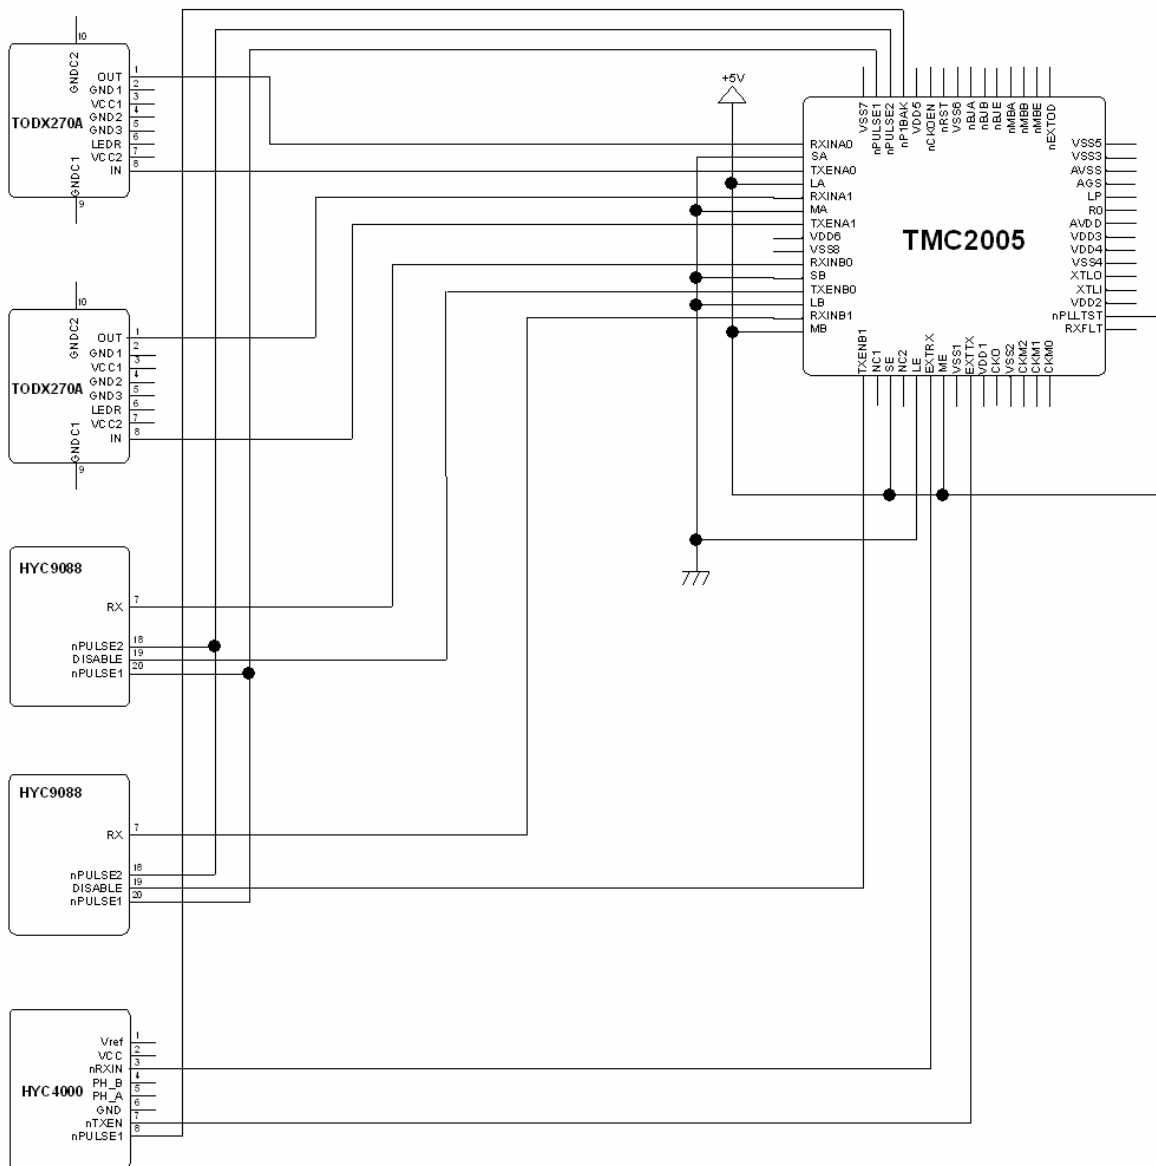 10
GNDC2
TODX270A
OUT 1
GND1 2
VCC1 3
GND2 4
GND3 5
LEDR 6
VCC2 7
IN 8
GNDC1
9
10
GNDC2
TODX270A
OUT 1
GND1 2
VCC1 3
GND2 4
GND3 5
LEDR 6
VCC2 7
IN 8
GNDC1
9
HYC9088
RX 7
nPULSE2 18
DISABLE 19
nPULSE1 20
HYC9088
RX 7
nPULSE2 18
DISABLE 19
nPULSE1 20
HYC4000
Vref 1
VCC 2
nRXIN 3
PH_B 4
PH_A 5
GND 6
nTXEN 7
nPULSE1 8
+5V
TMC2005
VSS7
nPULSE1
nPULSE2
nP1BAK
VDD5
nCKOEN
nRST
VSS6
nBJA
nBJB
nBJE
nMBA
nMBB
nMBE
nEXTOD
RXINA0
SA
TXENA0
LA
RXINA1
MA
TXENA1
VDD6
VSS8
RXINB0
SB
TXENB0
LB
RXINB1
MB
VSS5
VSS3
AVSS
AGS
LP
R0
AVDD
VDD3
VDD4
VSS4
XTLO
XTLI
VDD2
nPLLTST
RXFLT
TXENB1
NC1
SE
NC2
LE
EXTRX
ME
VSS1
EXTTX
VDD1
CKO
VSS2
CKM2
CKM1
CKM0